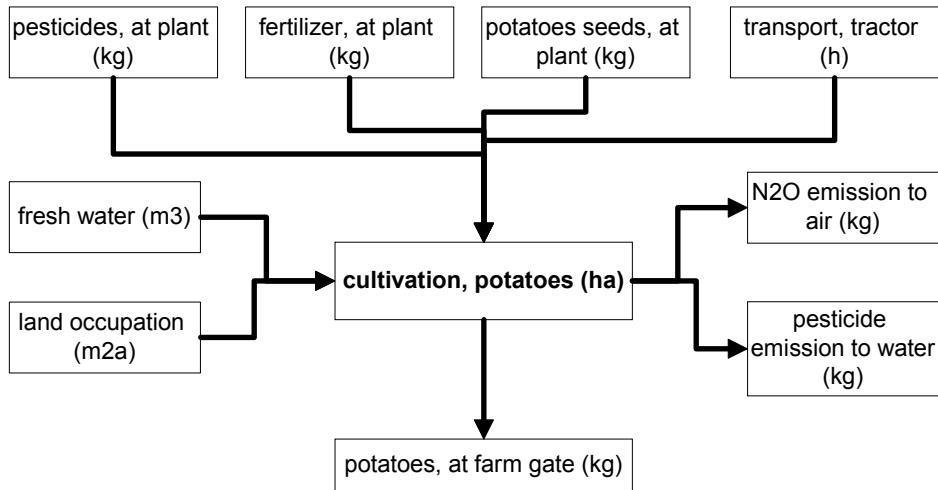 pesticides, at plant
(kg)
fertilizer, at plant
(kg)
potatoes seeds, at
plant (kg)
transport, tractor
(h)
fresh water (m3)
land occupation
(m2a)
cultivation, potatoes (ha)
N2O emission to
air (kg)
pesticide
emission to water
(kg)
potatoes, at farm gate (kg)